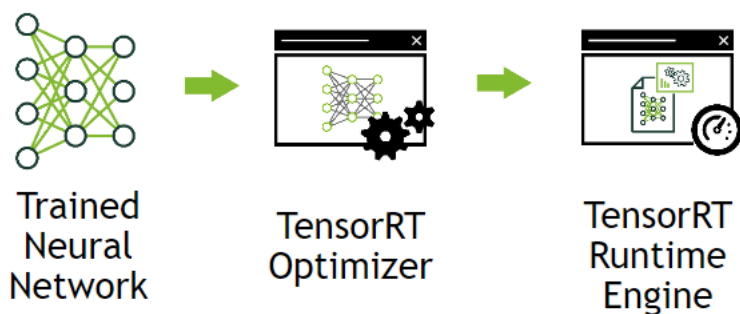 Trained
Neural
Network
TensorRT
Optimizer
TensorRT
Runtime
Engine